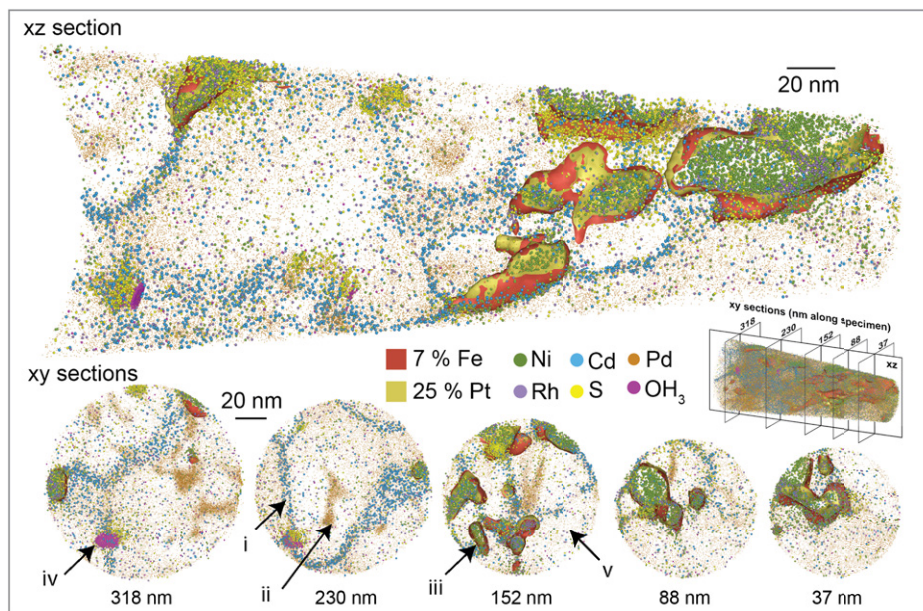 xz section
20 nm
xy sections (nm along specimen)
318
230
152
88
37
xz
7 % Fe
Ni
Cd
Pd
25 % Pt
Rh
S
OH3
xy sections
20 nm
i
ii
iii
iv
v
318 nm
230 nm
152 nm
88 nm
37 nm